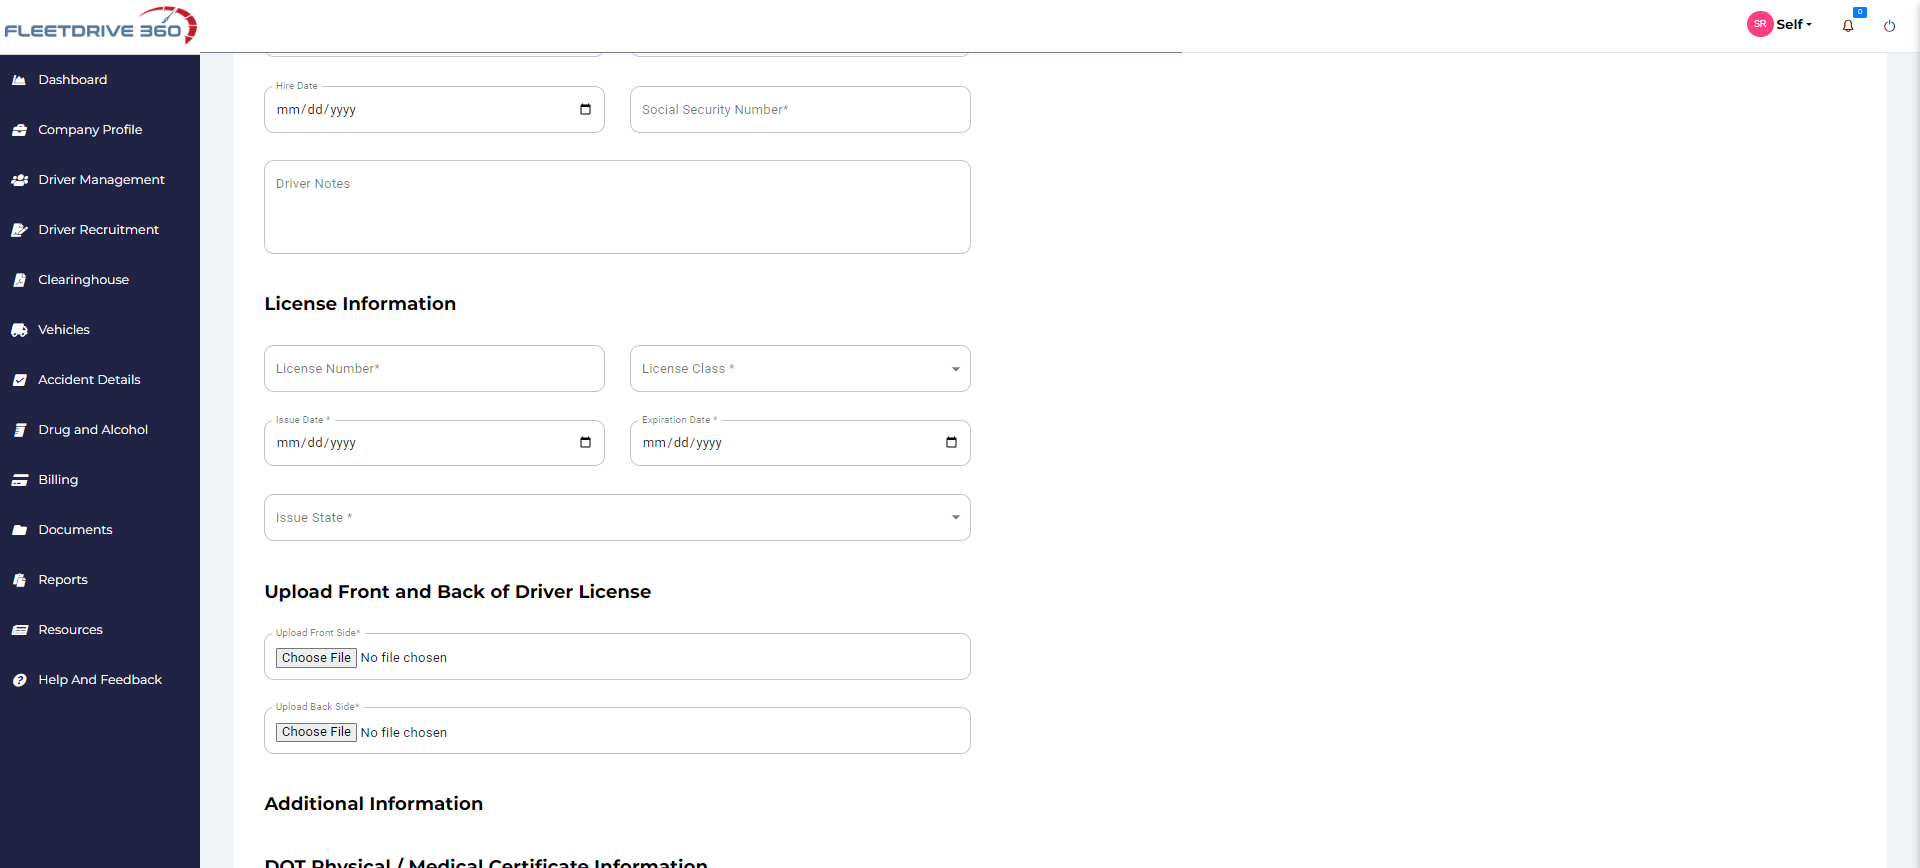 FLEETDRIVE 360
SR Self
0
Dashboard
Company Profile
Driver Management
Driver Recruitment
Clearinghouse
Vehicles
Accident Details
Drug and Alcohol
Billing
Documents
Reports
Resources
Help And Feedback
Hire Date
mm/dd/yyyy
Social Security Number*
Driver Notes
License Information
License Number*
License Class *
Issue Date *
mm/dd/yyyy
Expiration Date *
mm/dd/yyyy
Issue State *
Upload Front and Back of Driver License
Upload Front Side*
Choose File No file chosen
Upload Back Side*
Choose File No file chosen
Additional Information
DOT Physical / Medical Certificate Information